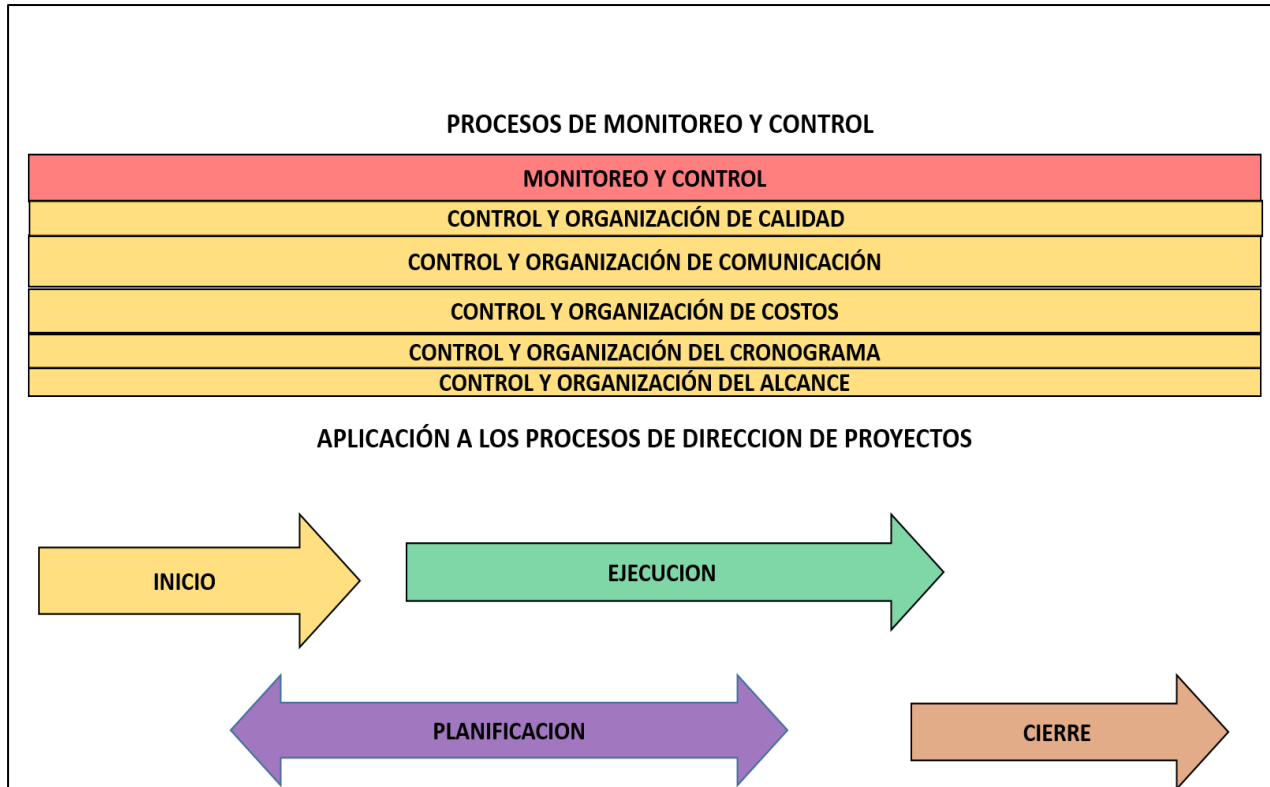 PROCESOS DE MONITOREO Y CONTROL
MONITOREO Y CONTROL
CONTROL Y ORGANIZACIÓN DE CALIDAD
CONTROL Y ORGANIZACIÓN DE COMUNICACIÓN
CONTROL Y ORGANIZACIÓN DE COSTOS
CONTROL Y ORGANIZACIÓN DEL CRONOGRAMA
CONTROL Y ORGANIZACIÓN DEL ALCANCE
APLICACIÓN A LOS PROCESOS DE DIRECCION DE PROYECTOS
INICIO
EJECUCION
PLANIFICACION
CIERRE